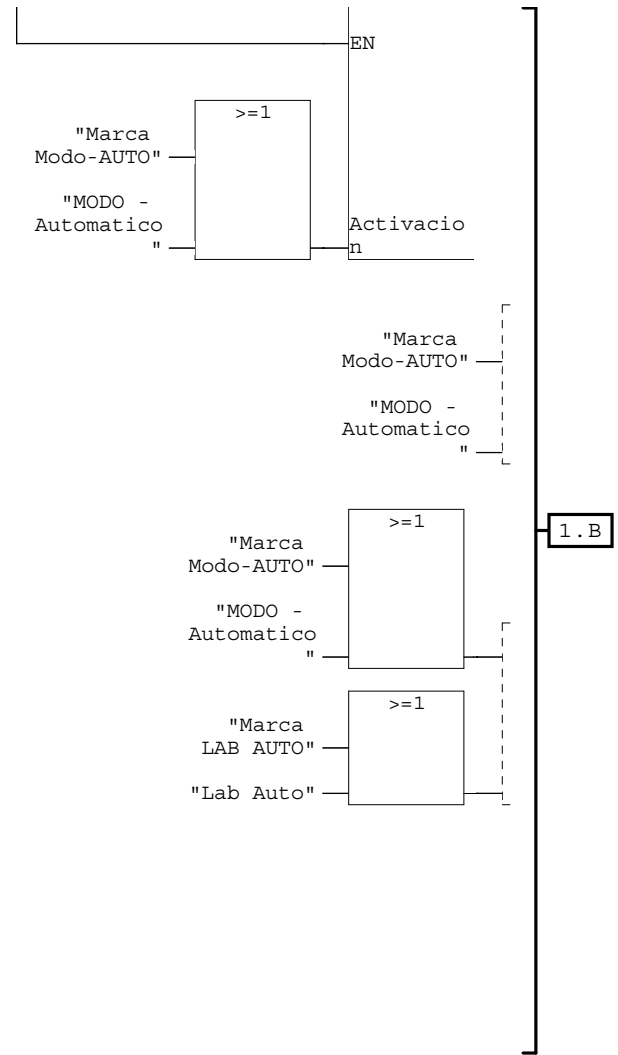 EN
>=1
"Marca
Modo-AUTO"
"MODO -
Automatico
"
Activacio
n
"Marca
Modo-AUTO"
"MODO -
Automatico
"
>=1
"Marca
Modo-AUTO"
"MODO -
Automatico
"
1.B
>=1
"Marca
LAB AUTO"
"Lab Auto"